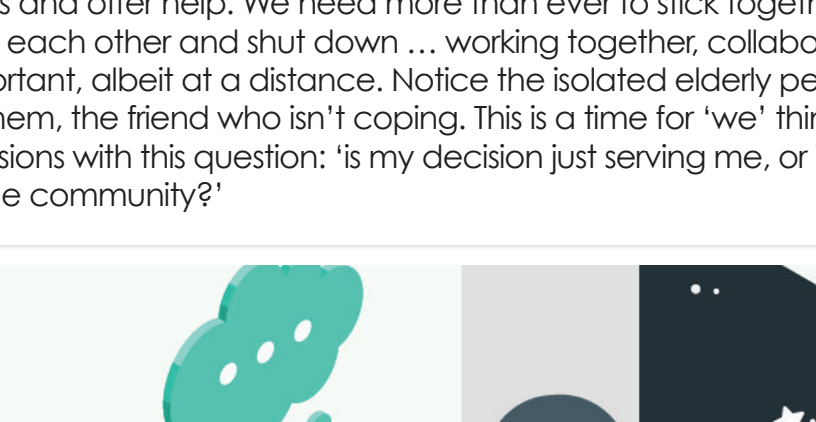 s and offer help. We need more than ever to stick togeth
each other and shut down … working together, collabo
ortant, albeit at a distance. Notice the isolated elderly pe
hem, the friend who isn’t coping. This is a time for ‘we’ thin
sions with this question: ‘is my decision just serving me, or i
e community?’